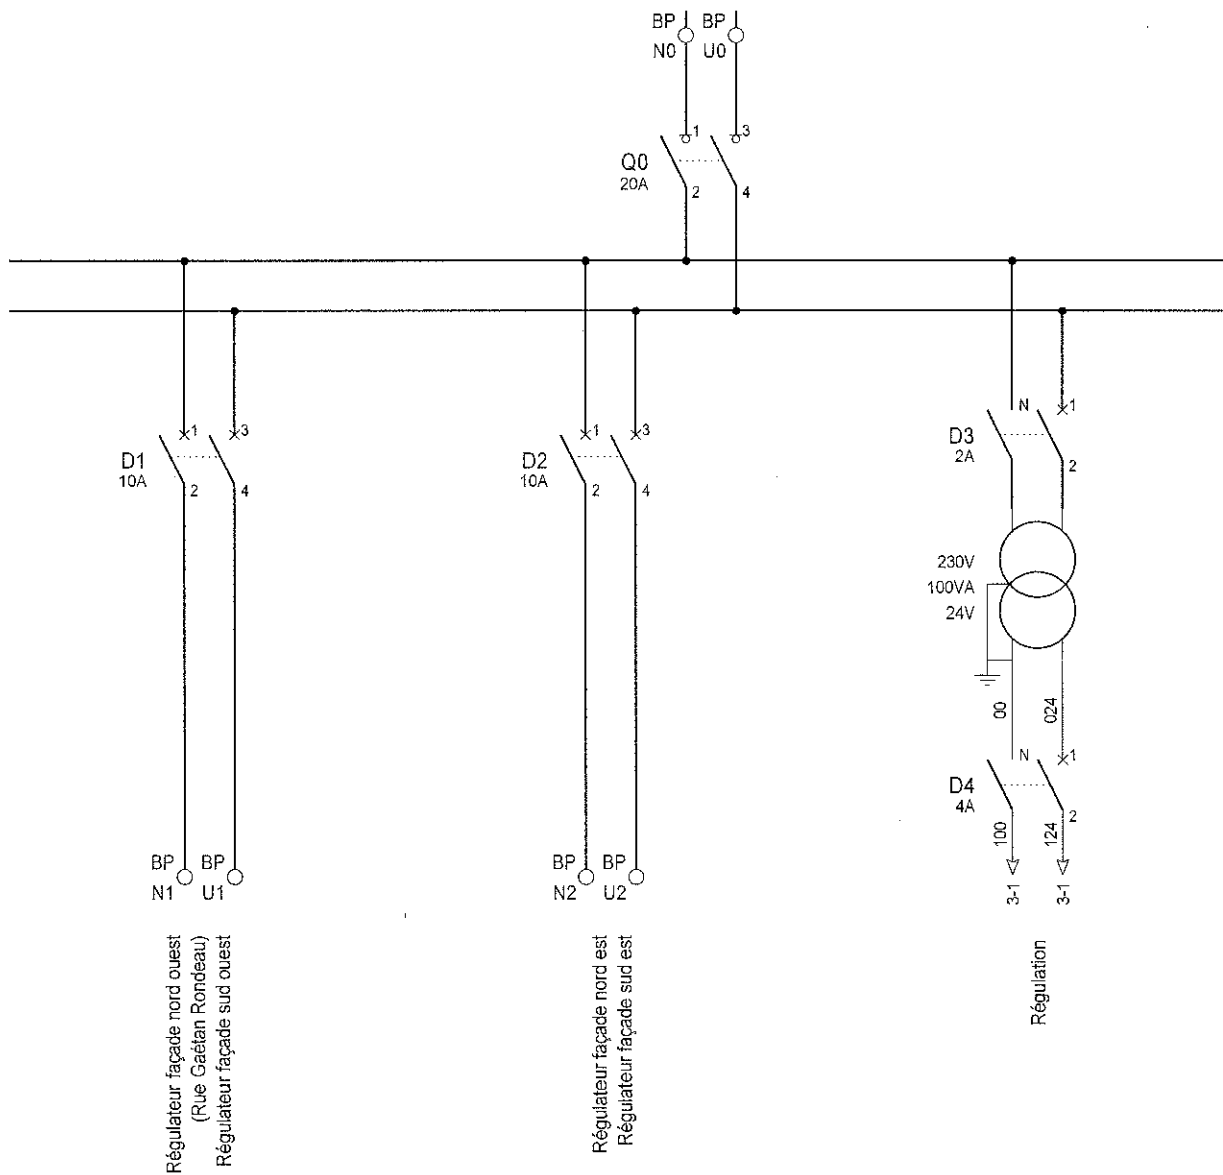 BP BP
N0 U0
1 3
Q0
20A
2 4
1 3
D1
10A
2 4
1 3
D2
10A
2 4
N 1
D3
2A
2
230V
100VA
24V
00 024
N 1
D4
4A
2
100 124
3-1 3-1
BP BP
N1 U1
BP BP
N2 U2
Régulateur façade nord ouest
(Rue Gaétan Rondeau)
Régulateur façade sud ouest
Régulateur façade nord est
Régulateur façade sud est
Régulation